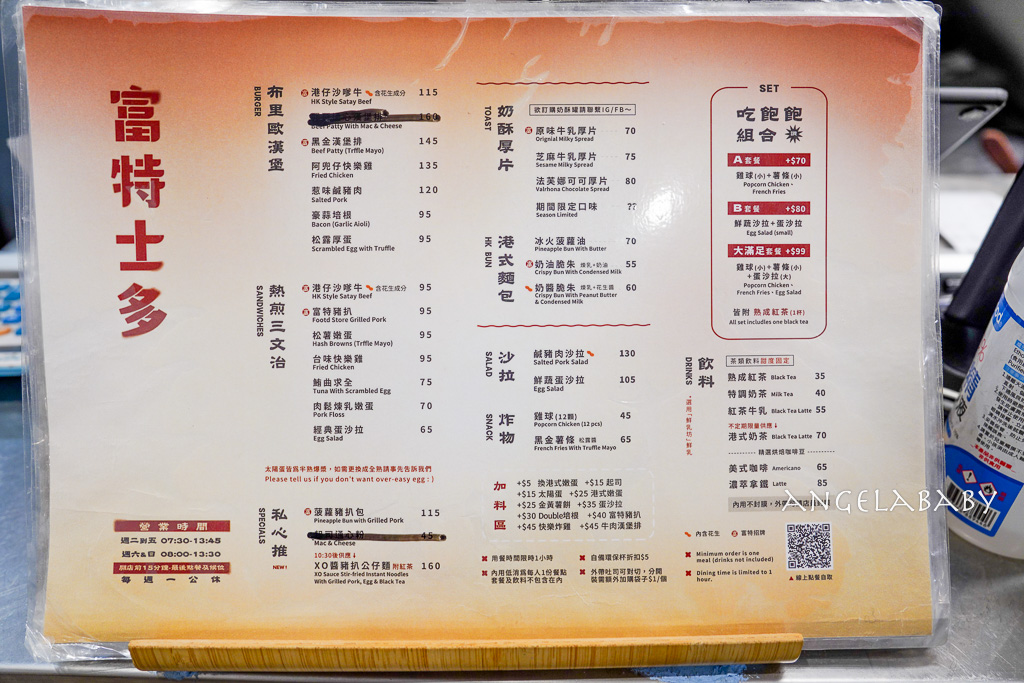 富特士多
營業時間
週二到五 07:30-13:45
週六&日 08:00-13:30
每週一公休
布里歐漢堡
BURGER
港仔沙嗲牛 含花生成分 115
HK Style Satay Beef
160
Beef Patty With Mac & Cheese
黑金漢堡排 145
Beef Patty (Trffle Mayo)
阿兜仔快樂雞 135
Fried Chicken
惹味鹹豬肉 120
Salted Pork
豪蒜培根 95
Bacon (Garlic Aioli)
松露厚蛋 95
Scrambled Egg with Truffle
熱煎三文治
SANDWICHES
港仔沙嗲牛 含花生成分 95
HK Style Satay Beef
富特豬扒 95
Footd Store Grilled Pork
松薯嫩蛋 95
Hash Browns (Trffle Mayo)
台味快樂雞 95
Fried Chicken
鮪曲求全 75
Tuna With Scrambled Egg
肉鬆煉乳嫩蛋 70
Pork Floss
經典蛋沙拉 65
Egg Salad
太陽蛋皆為半熟爆漿，如需更換成全熟請事先告訴我們
Please tell us if you don't want over-easy egg : )
私心推
SPECIALS
菠蘿豬扒包 115
Pineapple Bun with Grilled Pork
45
Mac & Cheese
10:30後供應↓
NEW! XO醬豬扒公仔麵 附紅茶 160
XO Sauce Stir-fried Instant Noodles
With Grilled Pork, Egg & Black Tea
奶酥厚片
TOAST
欲訂購奶酥罐請聯繫IG/FB～
原味牛乳厚片 70
Orignial Milky Spread
芝麻牛乳厚片 75
Sesame Milky Spread
法芙娜可可厚片 80
Valrhona Chocolate Spread
期間限定口味 ??
Season Limited
港式麵包
HK BUN
冰火菠蘿油 70
Pineapple Bun With Butter
奶油脆朱 煉乳+奶油 55
Crispy Bun With Condensed Milk
奶醬脆朱 煉乳+花生醬 60
Crispy Bun With Peanut Butter
& Condensed Milk
沙拉
SALAD
鹹豬肉沙拉 130
Salted Pork Salad
鮮蔬蛋沙拉 105
Egg Salad
炸物
SNACK
雞球(12顆) 45
Popcorn Chicken (12 pcs)
黑金薯條 松露醬 65
French Fries With Truffle Mayo
加料區
+$5 換港式嫩蛋 +$15 起司
+$15 太陽蛋 +$25 港式嫩蛋
+$25 金黃薯餅 +$35 蛋沙拉
+$30 Double培根 +$40 富特豬扒
+$45 快樂炸雞 +$45 牛肉漢堡排
用餐時間限時1小時
自備環保杯折扣$5
內用低消為每人1份餐點
套餐及飲料不包含在內
外帶吐司可對切，分開
裝需額外加購袋子$1/個
SET
吃飽飽
組合
A套餐 +$70
雞球(小)+薯條(小)
Popcorn Chicken、
French Fries
B套餐 +$80
鮮蔬沙拉+蛋沙拉
Egg Salad (small)
大滿足套餐 +$99
雞球(小)+薯條(小)
+蛋沙拉(大)
Popcorn Chicken、
French Fries、Egg Salad
皆附 熟成紅茶(1杯)
All set includes one black tea
飲料
DRINKS
*選用「鮮乳坊」鮮乳
茶類飲料甜度固定
熟成紅茶 Black Tea 35
特調奶茶 Milk Tea 40
紅茶牛乳 Black Tea Latte 55
不定期限量供應↓
港式奶茶 Black Tea Latte 70
精選烘焙咖啡豆
美式咖啡 Americano 65
濃萃拿鐵 Latte 85
ANGELABABY
內含花生 富特招牌
Minimum order is one
meal (drinks not included)
Dining time is limited to 1
hour.
▲線上點餐自取